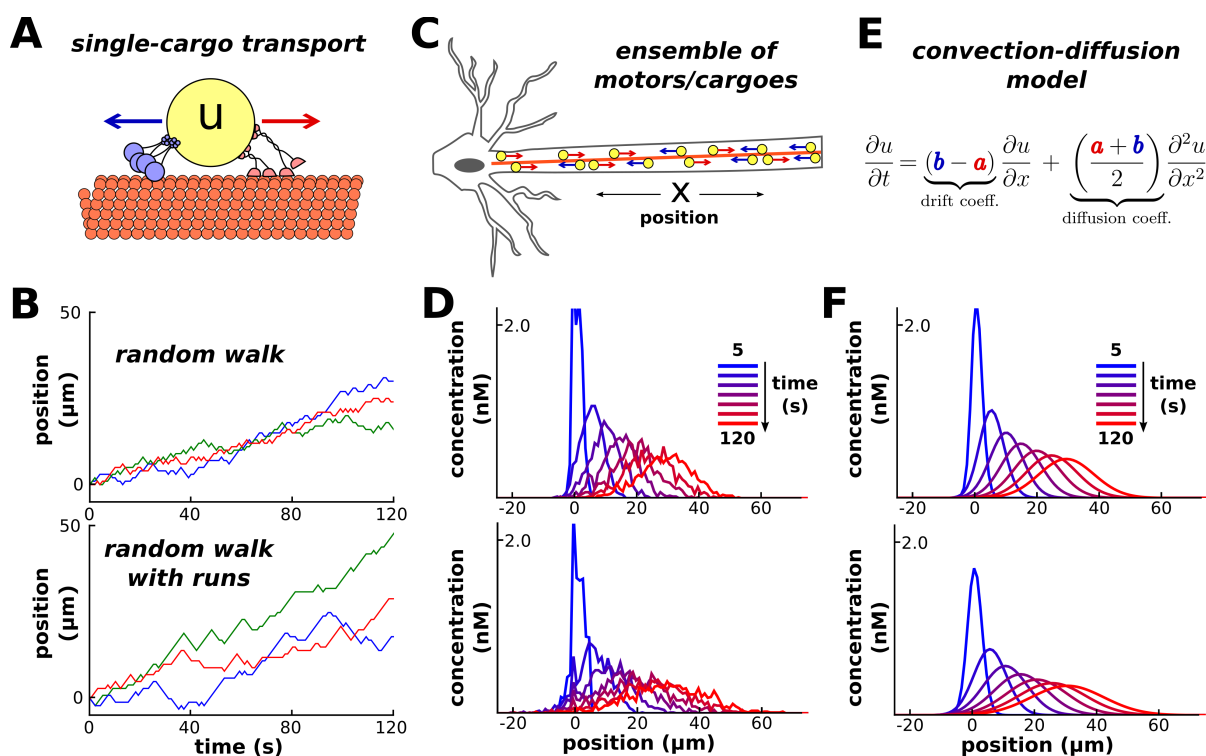 A
single-cargo transport
u
B
50
position
(μm)
random walk
0
0
40
80
120
50
position
(μm)
random walk
with runs
0
0
40
80
120
time (s)
C
ensemble of
motors/cargoes
X
position
D
concentration
(nM)
2.0
5
time
(s)
120
-20
0
20
40
60
concentration
(nM)
2.0
-20
0
20
40
60
position (μm)
E
convection-diffusion
model
∂u/∂t = (b − a) ∂u/∂x + ((a + b)/2) ∂²u/∂x²
drift coeff.
diffusion coeff.
F
concentration
(nM)
2.0
5
time
(s)
120
-20
0
20
40
60
concentration
(nM)
2.0
-20
0
20
40
60
position (μm)